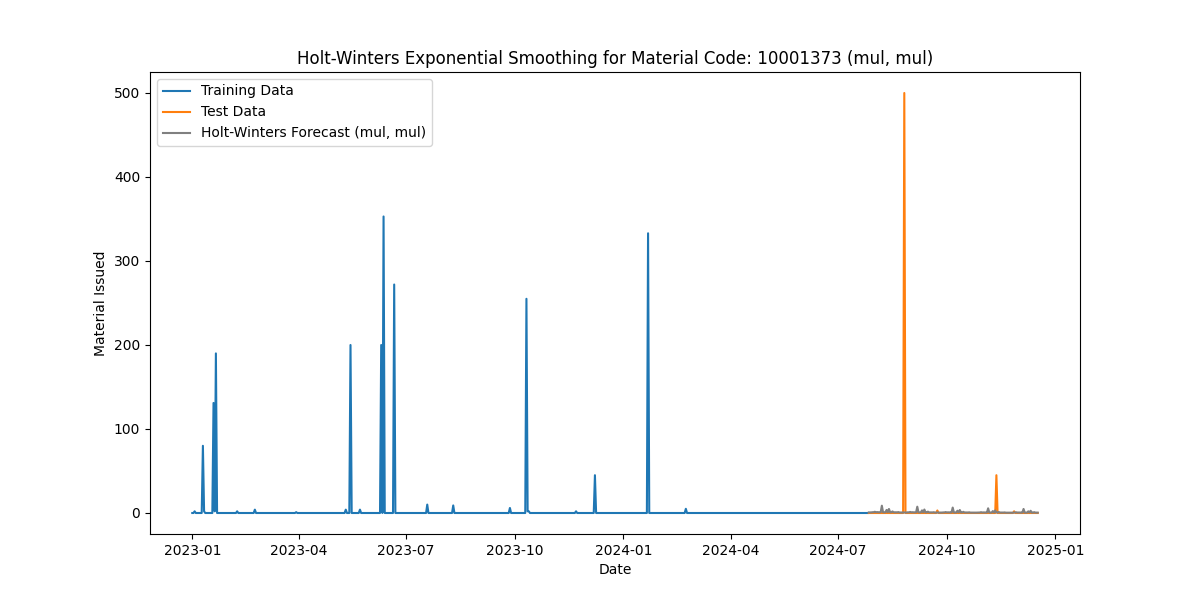 Holt-Winters Exponential Smoothing for Material Code: 10001373 (mul, mul)
Training Data
Test Data
Holt-Winters Forecast (mul, mul)
Material Issued
500
400
300
200
100
0
2023-01 2023-04 2023-07 2023-10 2024-01 2024-04 2024-07 2024-10 2025-01
Date